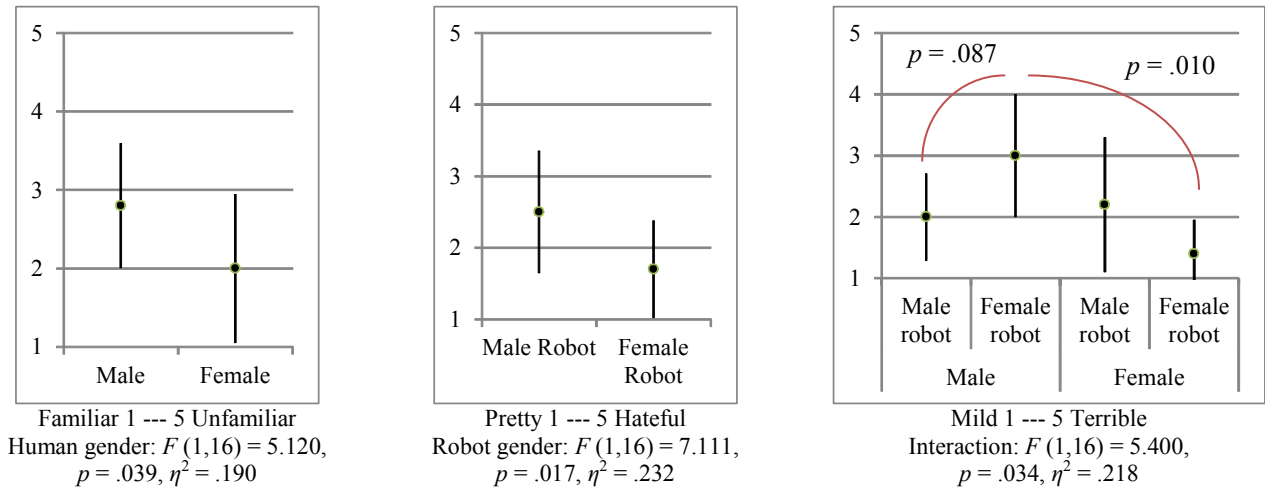 5
4
3
2
1
Male Female
Familiar 1 --- 5 Unfamiliar
Human gender: F (1,16) = 5.120,
p = .039, η² = .190
5
4
3
2
1
Male Robot Female
Robot
Pretty 1 --- 5 Hateful
Robot gender: F (1,16) = 7.111,
p = .017, η² = .232
5
p = .087 p = .010
4
3
2
1
Male Female Male Female
robot robot robot robot
Male Female
Mild 1 --- 5 Terrible
Interaction: F (1,16) = 5.400,
p = .034, η² = .218